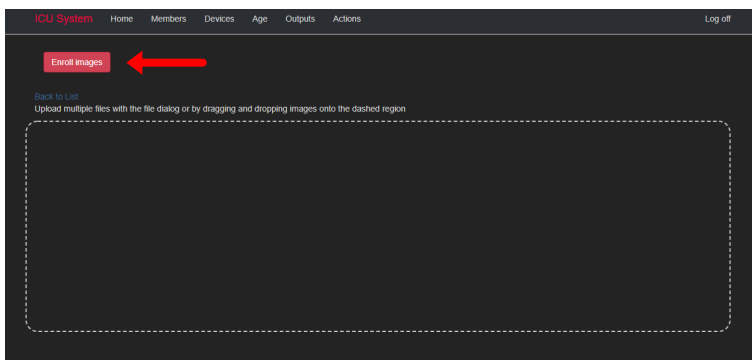 ICU System Home Members Devices Age Outputs Actions Log off
Enroll images
Back to List
Upload multiple files with the file dialog or by dragging and dropping images onto the dashed region